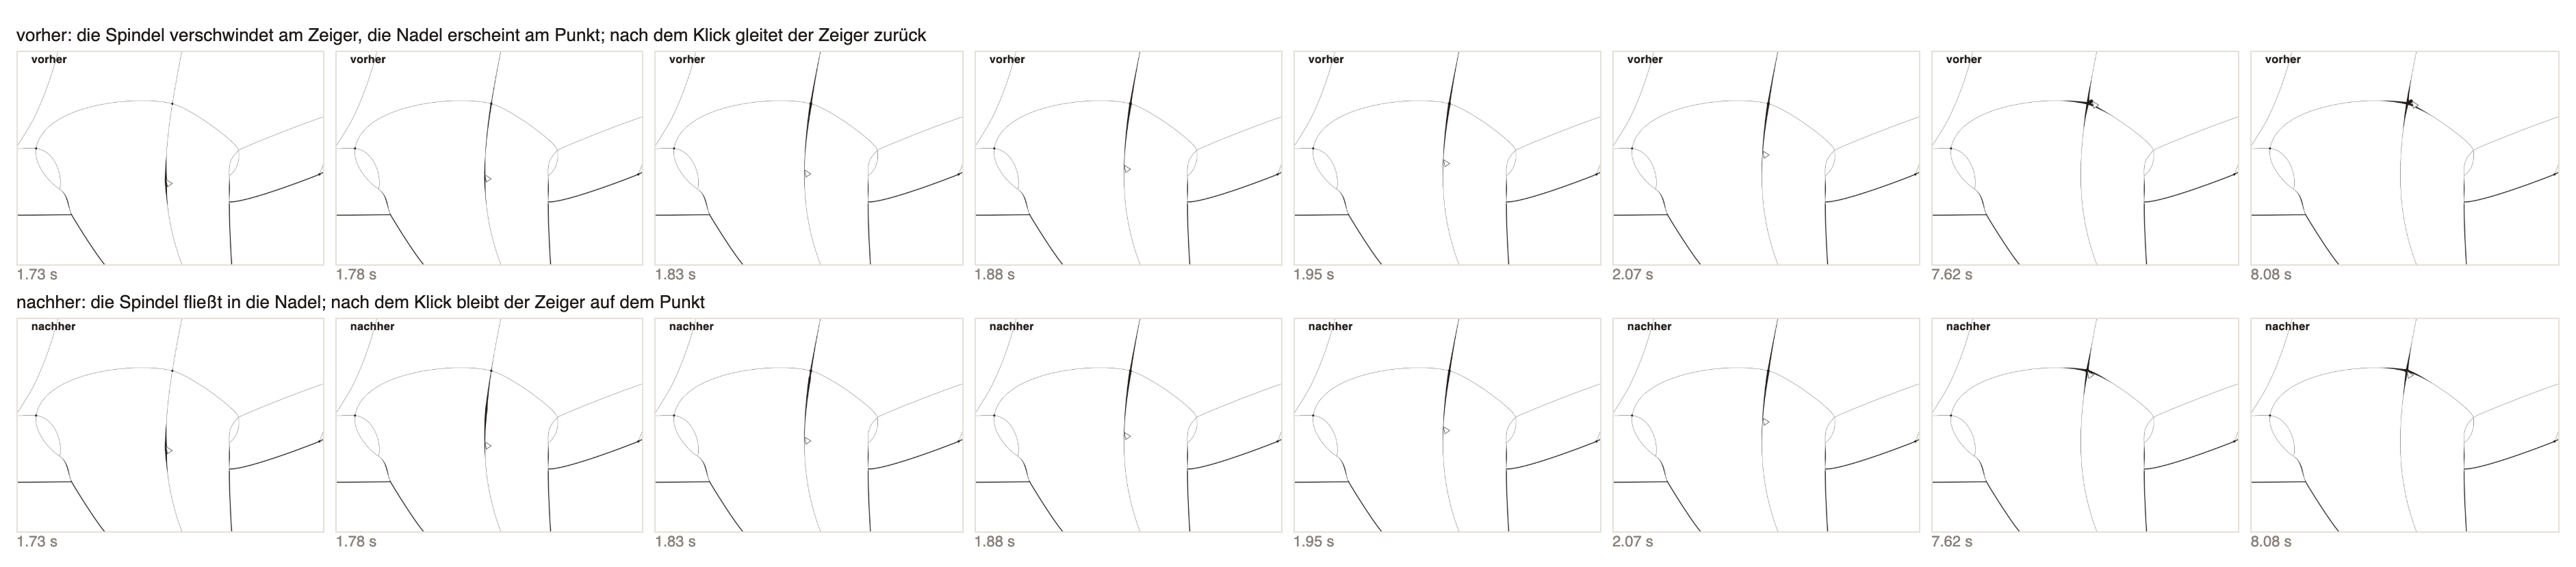 vorher: die Spindel verschwindet am Zeiger, die Nadel erscheint am Punkt; nach dem Klick gleitet der Zeiger zurück
vorher vorher vorher vorher vorher vorher vorher vorher
1.73 s 1.78 s 1.83 s 1.88 s 1.95 s 2.07 s 7.62 s 8.08 s
nachher: die Spindel fließt in die Nadel; nach dem Klick bleibt der Zeiger auf dem Punkt
nachher nachher nachher nachher nachher nachher nachher nachher
1.73 s 1.78 s 1.83 s 1.88 s 1.95 s 2.07 s 7.62 s 8.08 s